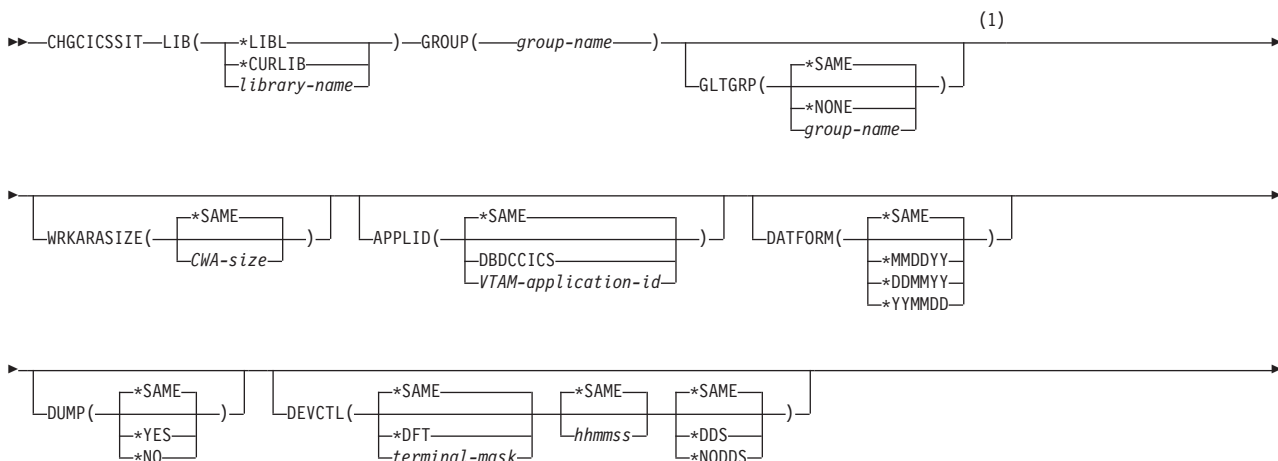 (1)
CHGCICSSIT LIB( *LIBL ) GROUP( group-name )
*CURLIB
library-name
GLTGRP( *SAME )
*NONE
group-name
WRKARASIZE( *SAME )
CWA-size
APPLID( *SAME )
DBDCCICS
VTAM-application-id
DATFORM( *SAME )
*MMDDYY
*DDMMYY
*YYMMDD
DUMP( *SAME )
*YES
*NO
DEVCTL( *SAME *SAME *SAME )
*DFT hhmmss *DDS
terminal-mask *NODDS